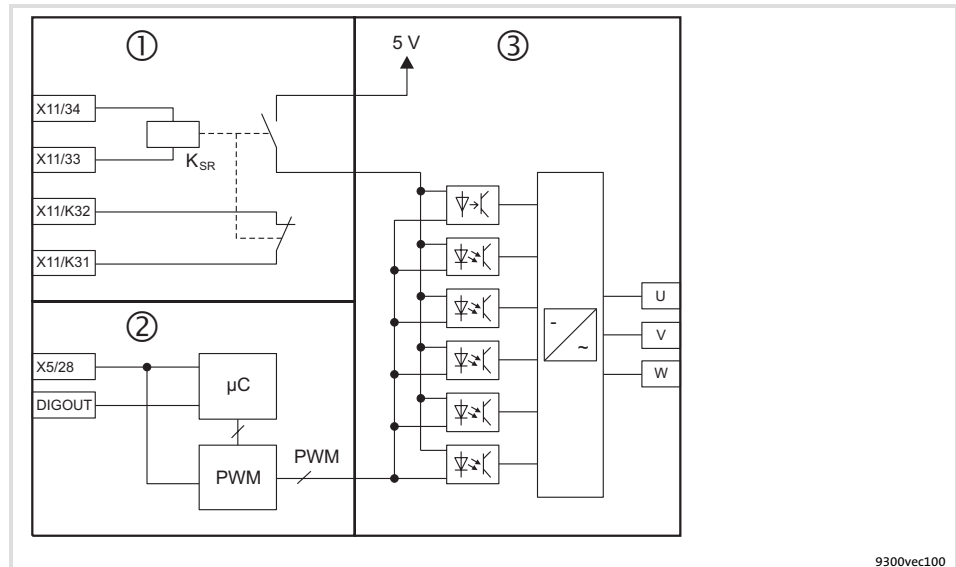 ①
5 V
③
X11/34
X11/33
K_SR
X11/K32
X11/K31
②
X5/28
DIGOUT
µC
PWM
PWM
-
~
U
V
W
9300vec100